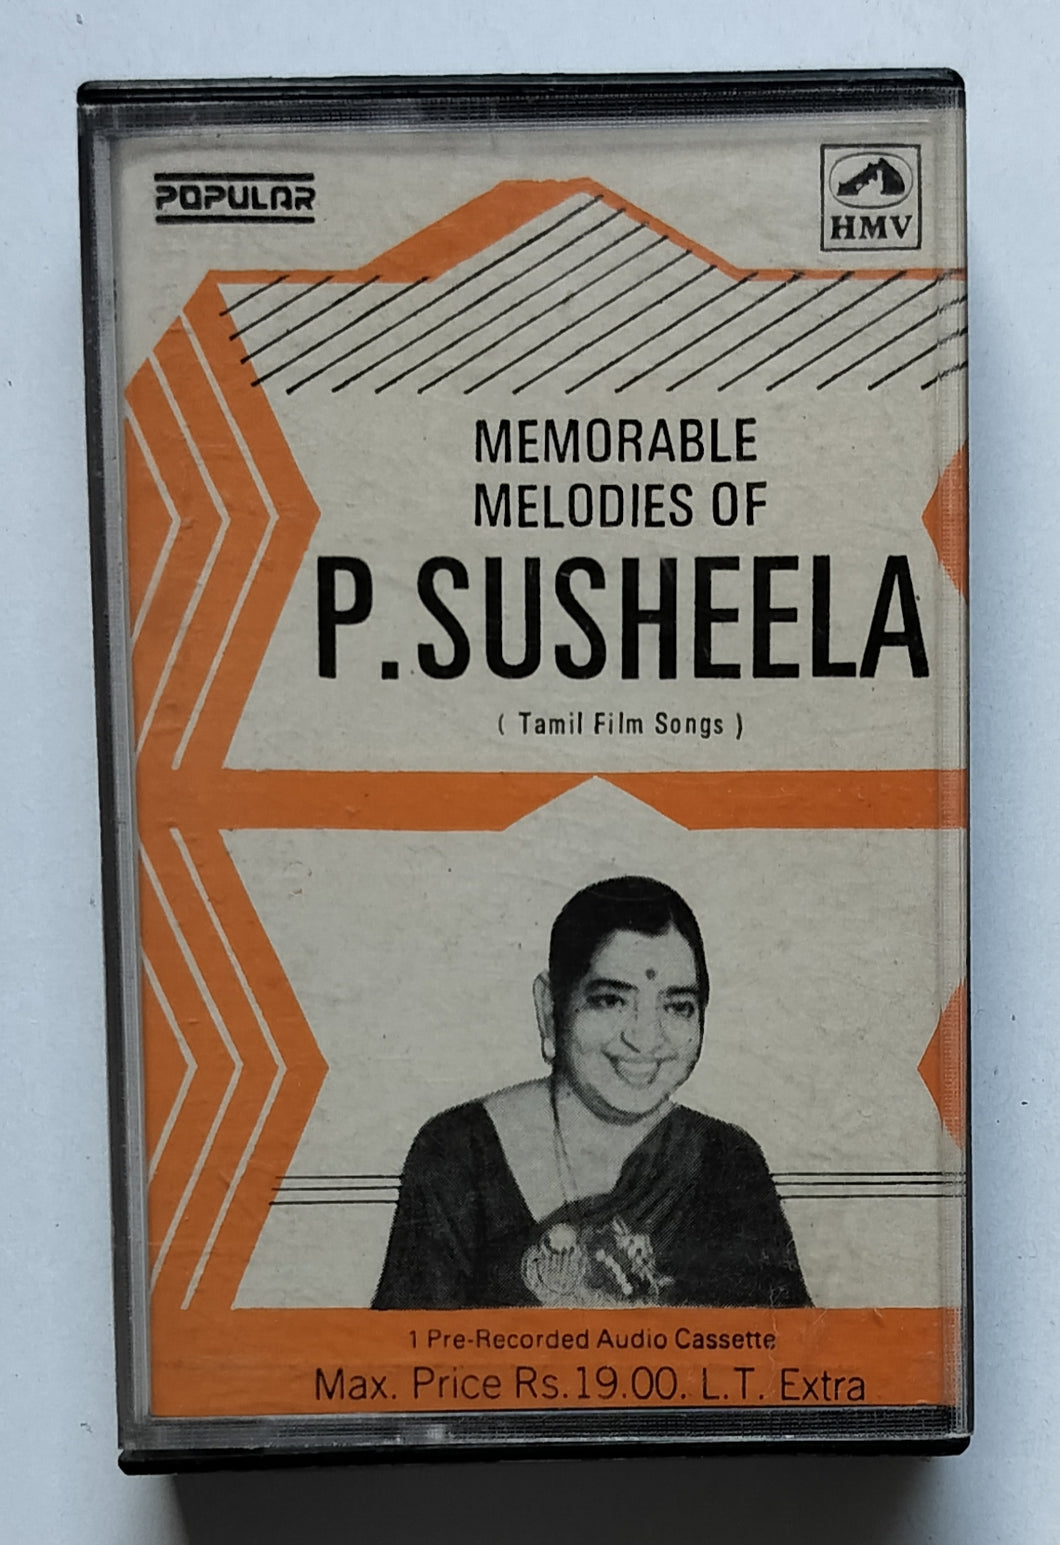 POPULAR
HMV
MEMORABLE
MELODIES OF
P. SUSHEELA
( Tamil Film Songs )
1 Pre-Recorded Audio Cassette
Max. Price Rs. 19.00. L.T. Extra